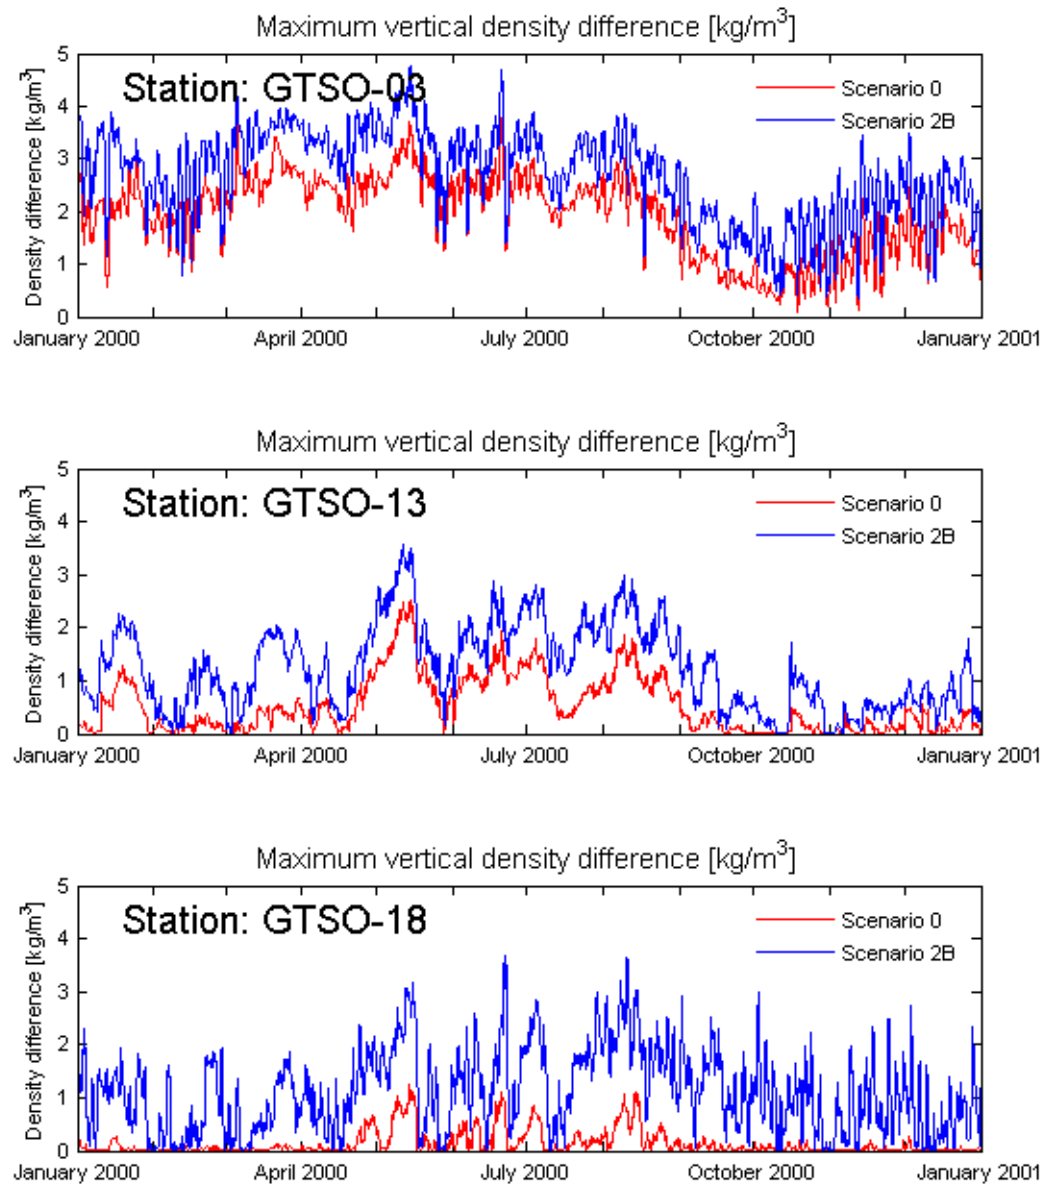 Maximum vertical density difference [kg/m³]
Density difference [kg/m³]
5
4
3
2
1
0
Station: GTSO-03
Scenario 0
Scenario 2B
January 2000 April 2000 July 2000 October 2000 January 2001
Maximum vertical density difference [kg/m³]
Density difference [kg/m³]
5
4
3
2
1
0
Station: GTSO-13
Scenario 0
Scenario 2B
January 2000 April 2000 July 2000 October 2000 January 2001
Maximum vertical density difference [kg/m³]
Density difference [kg/m³]
5
4
3
2
1
0
Station: GTSO-18
Scenario 0
Scenario 2B
January 2000 April 2000 July 2000 October 2000 January 2001